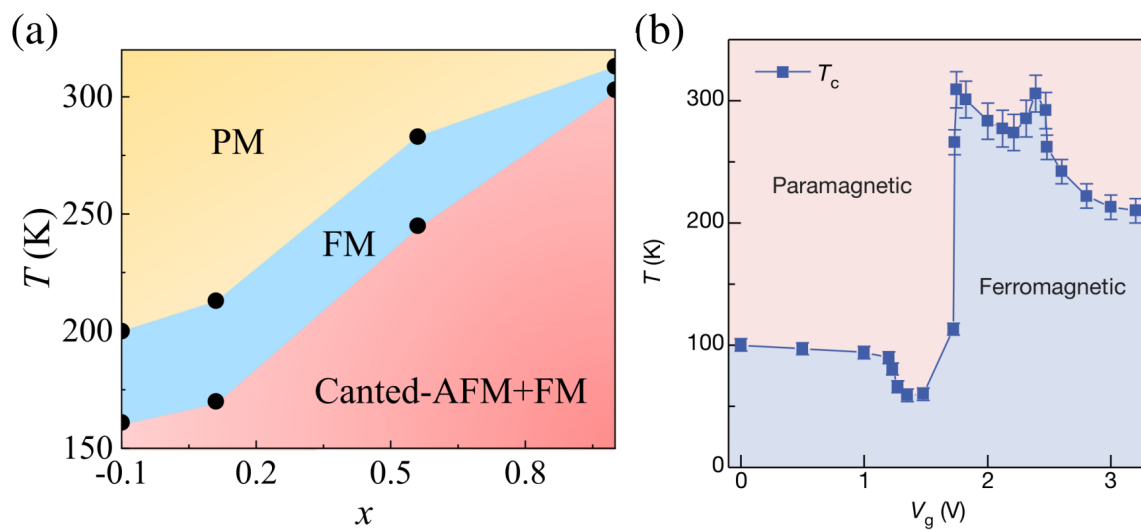 (a)
T (K)
300
250
200
150
PM
FM
Canted-AFM+FM
-0.1
0.2
0.5
0.8
x
(b)
T (K)
300
200
100
0
Tc
Paramagnetic
Ferromagnetic
0
1
2
3
Vg (V)